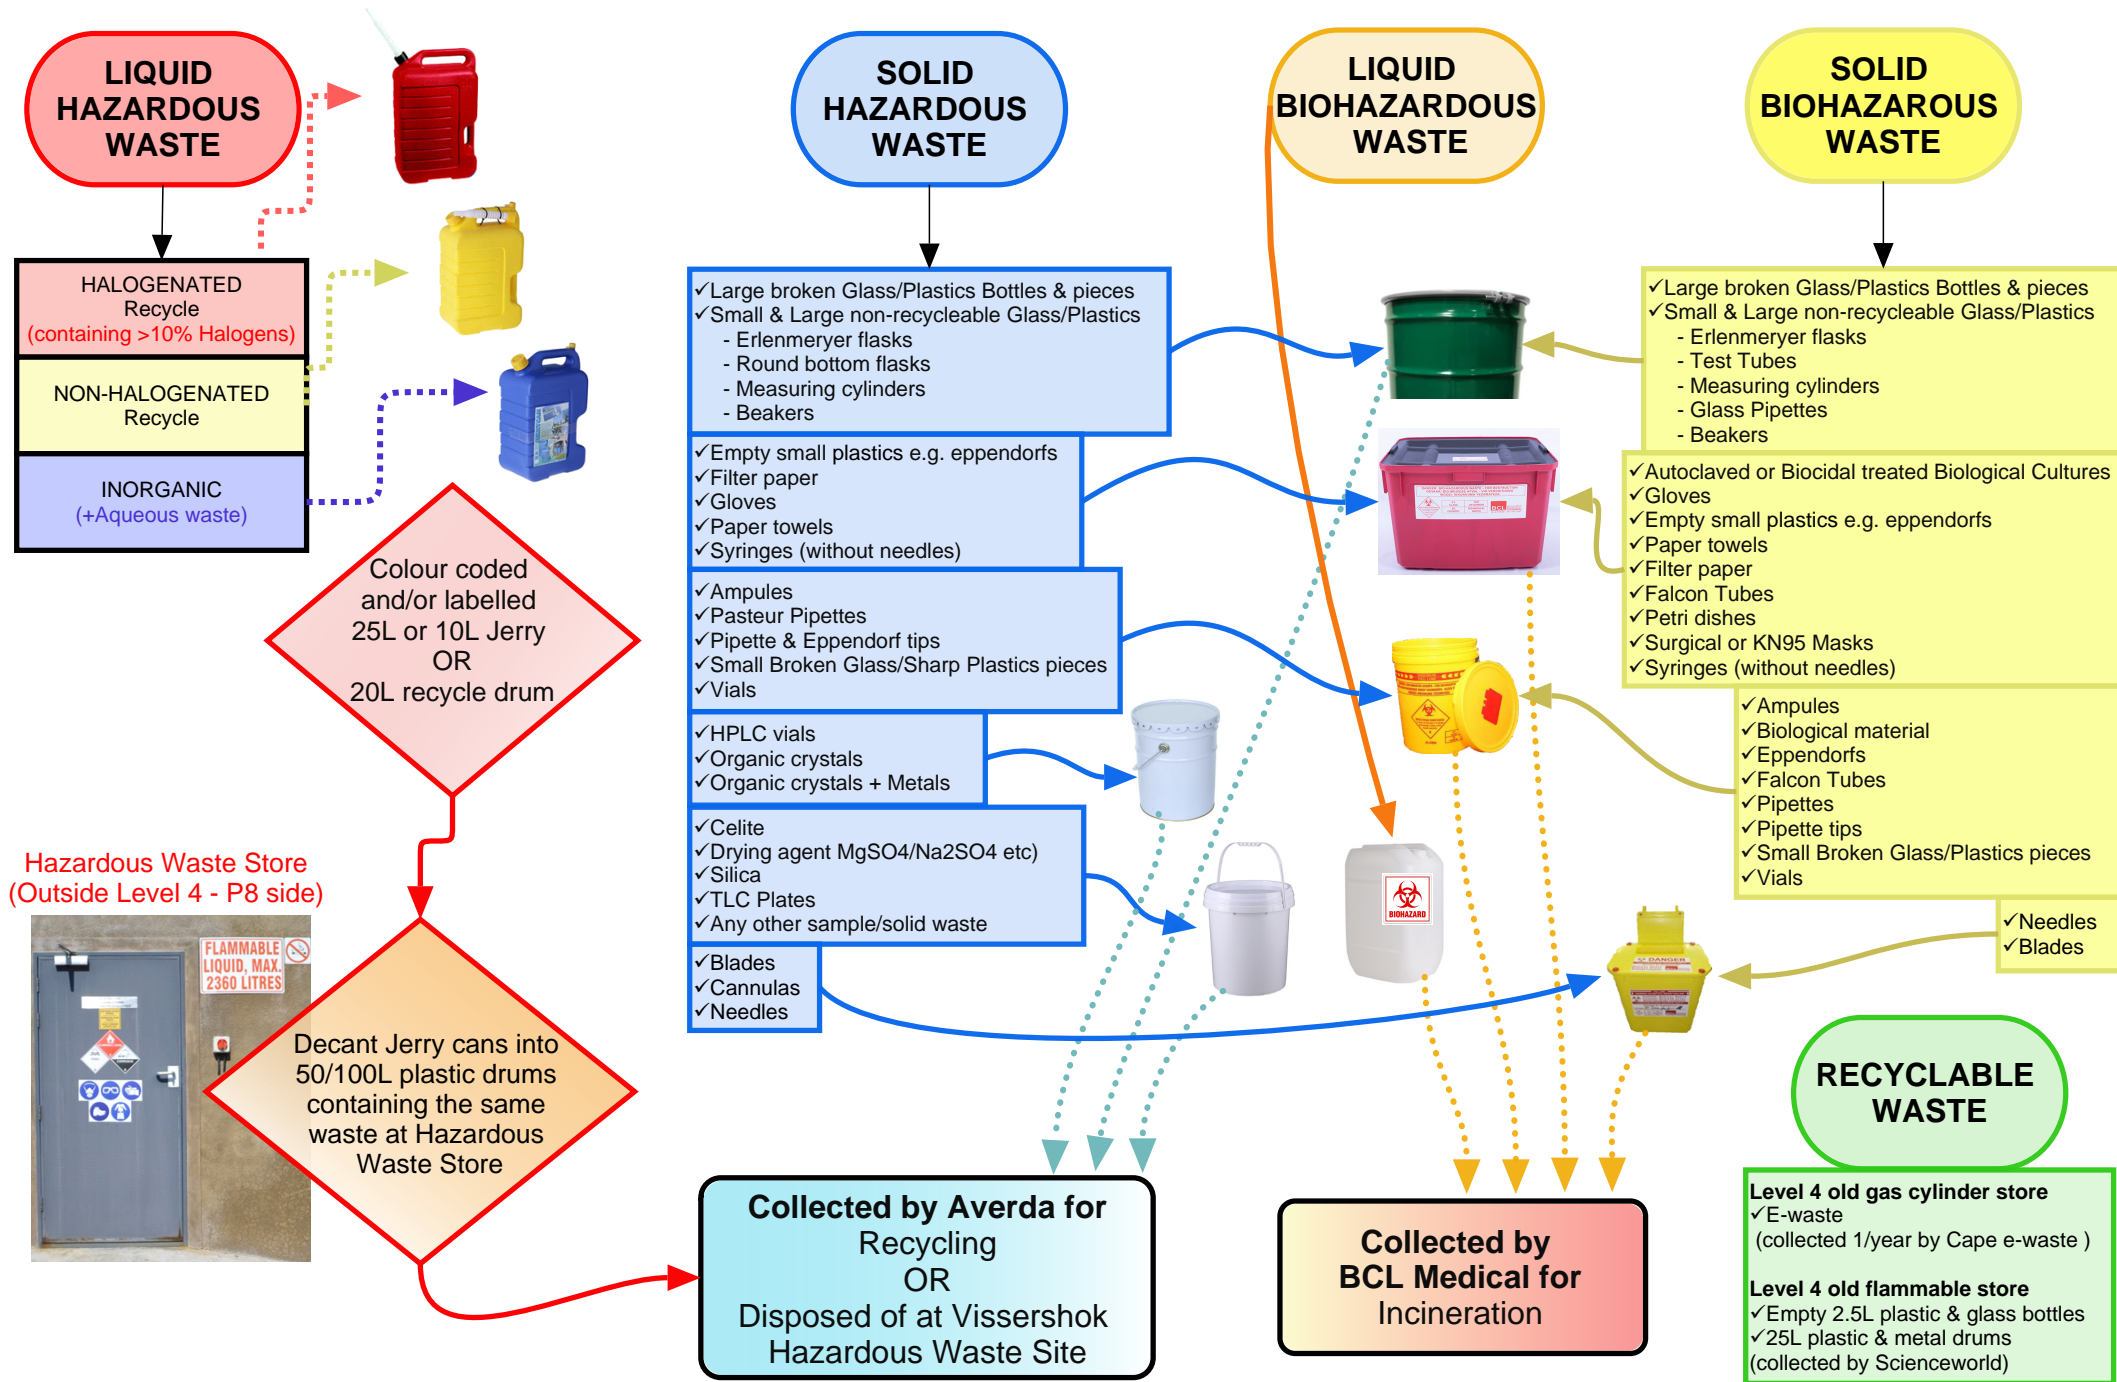 LIQUID
HAZARDOUS
WASTE
HALOGENATED
Recycle
(containing >10% Halogens)
NON-HALOGENATED
Recycle
INORGANIC
(+Aqueous waste)
Colour coded
and/or labelled
25L or 10L Jerry
OR
20L recycle drum
Hazardous Waste Store
(Outside Level 4 - P8 side)
FLAMMABLE
LIQUID, MAX.
2360 LITRES
Decant Jerry cans into
50/100L plastic drums
containing the same
waste at Hazardous
Waste Store
SOLID
HAZARDOUS
WASTE
✓Large broken Glass/Plastics Bottles & pieces
✓Small & Large non-recycleable Glass/Plastics
- Erlenmeryer flasks
- Round bottom flasks
- Measuring cylinders
- Beakers
✓Empty small plastics e.g. eppendorfs
✓Filter paper
✓Gloves
✓Paper towels
✓Syringes (without needles)
✓Ampules
✓Pasteur Pipettes
✓Pipette & Eppendorf tips
✓Small Broken Glass/Sharp Plastics pieces
✓Vials
✓HPLC vials
✓Organic crystals
✓Organic crystals + Metals
✓Celite
✓Drying agent MgSO4/Na2SO4 etc)
✓Silica
✓TLC Plates
✓Any other sample/solid waste
✓Blades
✓Cannulas
✓Needles
LIQUID
BIOHAZARDOUS
WASTE
BCL
BIOHAZARD
DANGER
SOLID
BIOHAZAROUS
WASTE
✓Large broken Glass/Plastics Bottles & pieces
✓Small & Large non-recycleable Glass/Plastics
- Erlenmeryer flasks
- Test Tubes
- Measuring cylinders
- Glass Pipettes
- Beakers
✓Autoclaved or Biocidal treated Biological Cultures
✓Gloves
✓Empty small plastics e.g. eppendorfs
✓Paper towels
✓Filter paper
✓Falcon Tubes
✓Petri dishes
✓Surgical or KN95 Masks
✓Syringes (without needles)
✓Ampules
✓Biological material
✓Eppendorfs
✓Falcon Tubes
✓Pipettes
✓Pipette tips
✓Small Broken Glass/Plastics pieces
✓Vials
✓Needles
✓Blades
Collected by Averda for
Recycling
OR
Disposed of at Vissershok
Hazardous Waste Site
Collected by
BCL Medical for
Incineration
RECYCLABLE
WASTE
Level 4 old gas cylinder store
✓E-waste
(collected 1/year by Cape e-waste )
Level 4 old flammable store
✓Empty 2.5L plastic & glass bottles
✓25L plastic & metal drums
(collected by Scienceworld)